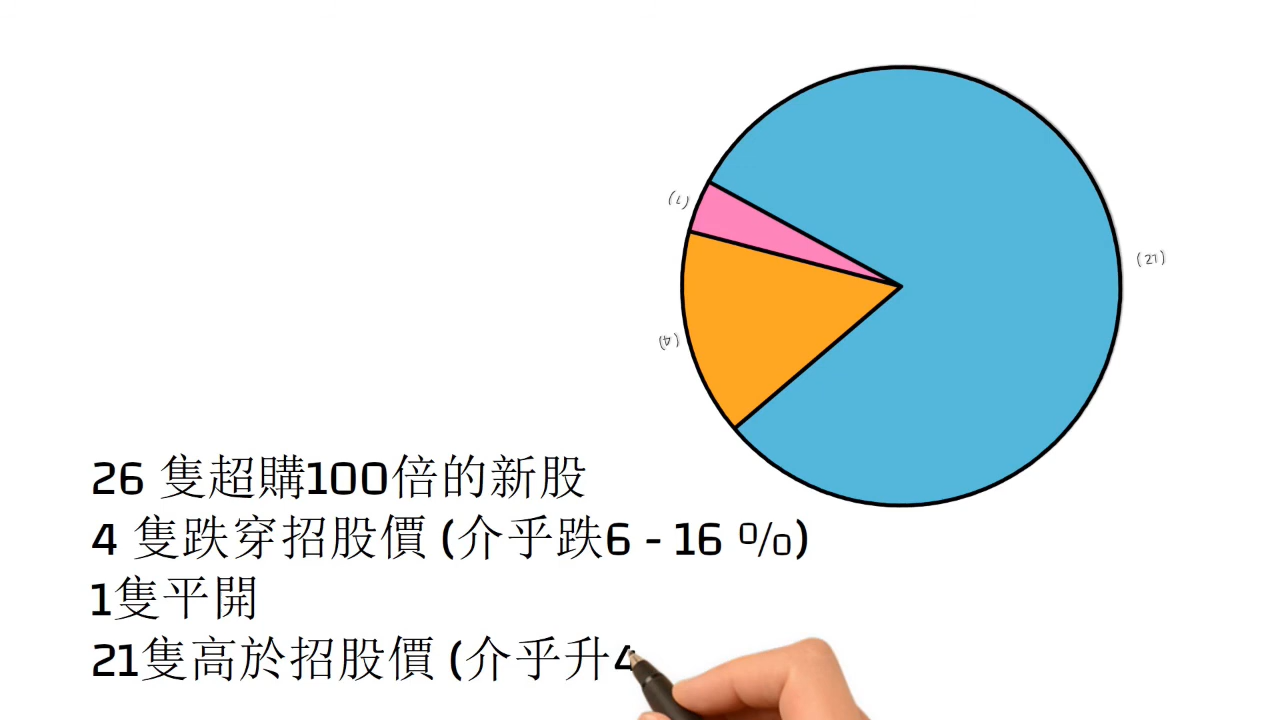 (21)
(4)
26 隻超購100倍的新股
4 隻跌穿招股價 (介乎跌6 - 16 %)
1隻平開
21隻高於招股價 (介乎升4